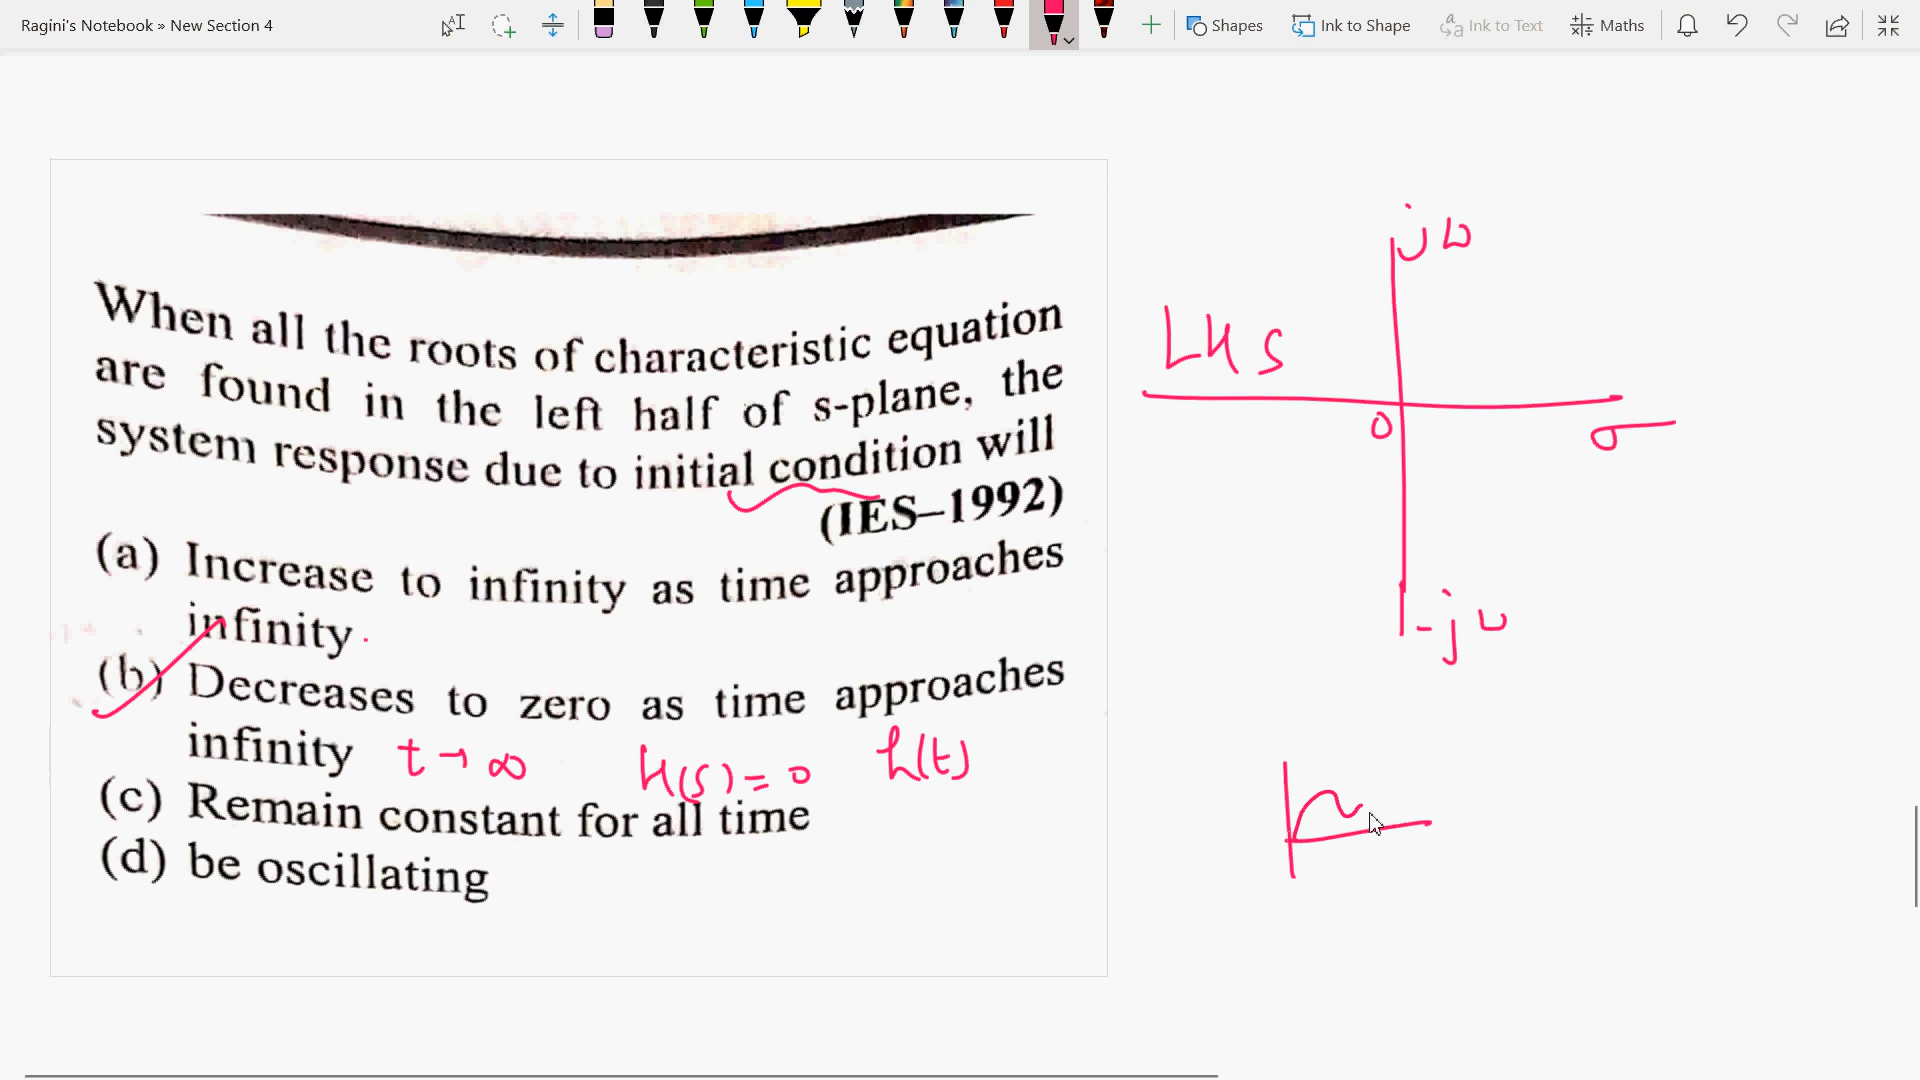 Ragini's Notebook » New Section 4
Shapes
Ink to Shape
Ink to Text
Maths
When all the roots of characteristic equation
are found in the left half of s-plane, the
system response due to initial condition will
(IES–1992)
(a) Increase to infinity as time approaches
infinity.
(b) Decreases to zero as time approaches
infinity t → ∞ H(s) = 0 h(t)
(c) Remain constant for all time
(d) be oscillating
jω
LHS
0
σ
-jω